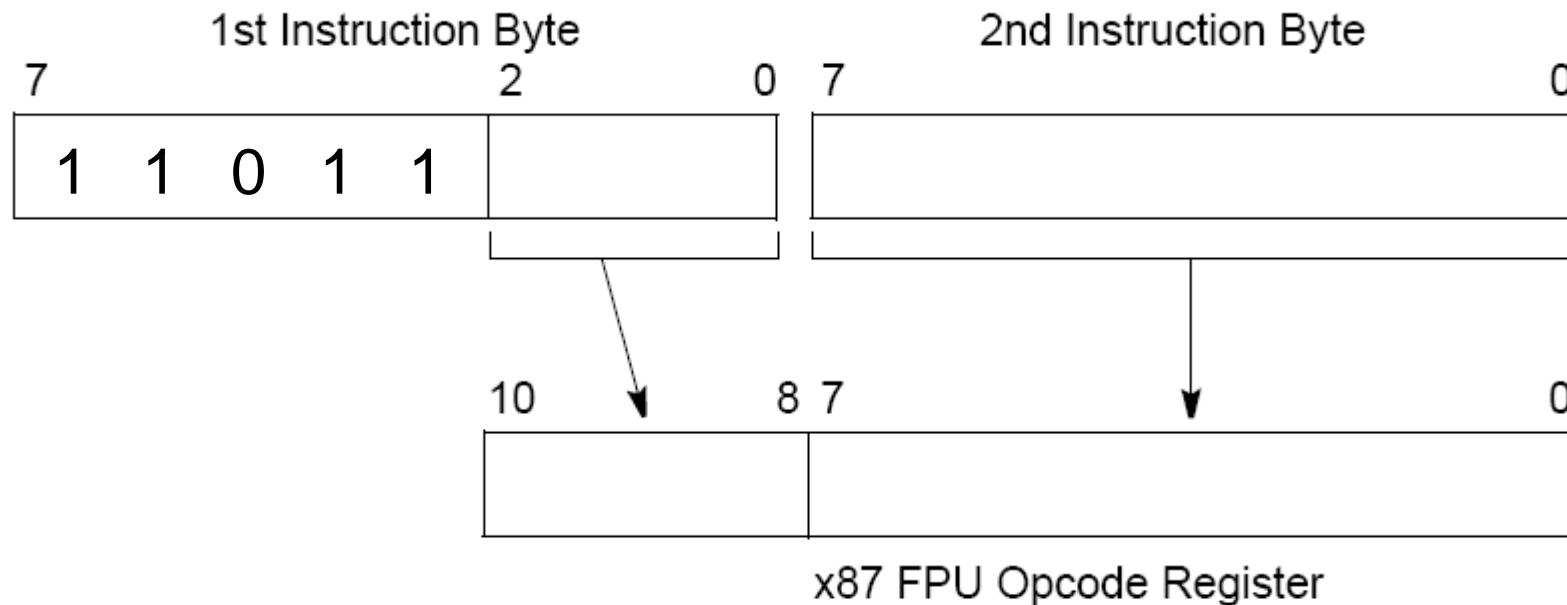 1st Instruction Byte 2nd Instruction Byte
7 2 0 7 0
1 1 0 1 1
10 8 7 0
x87 FPU Opcode Register